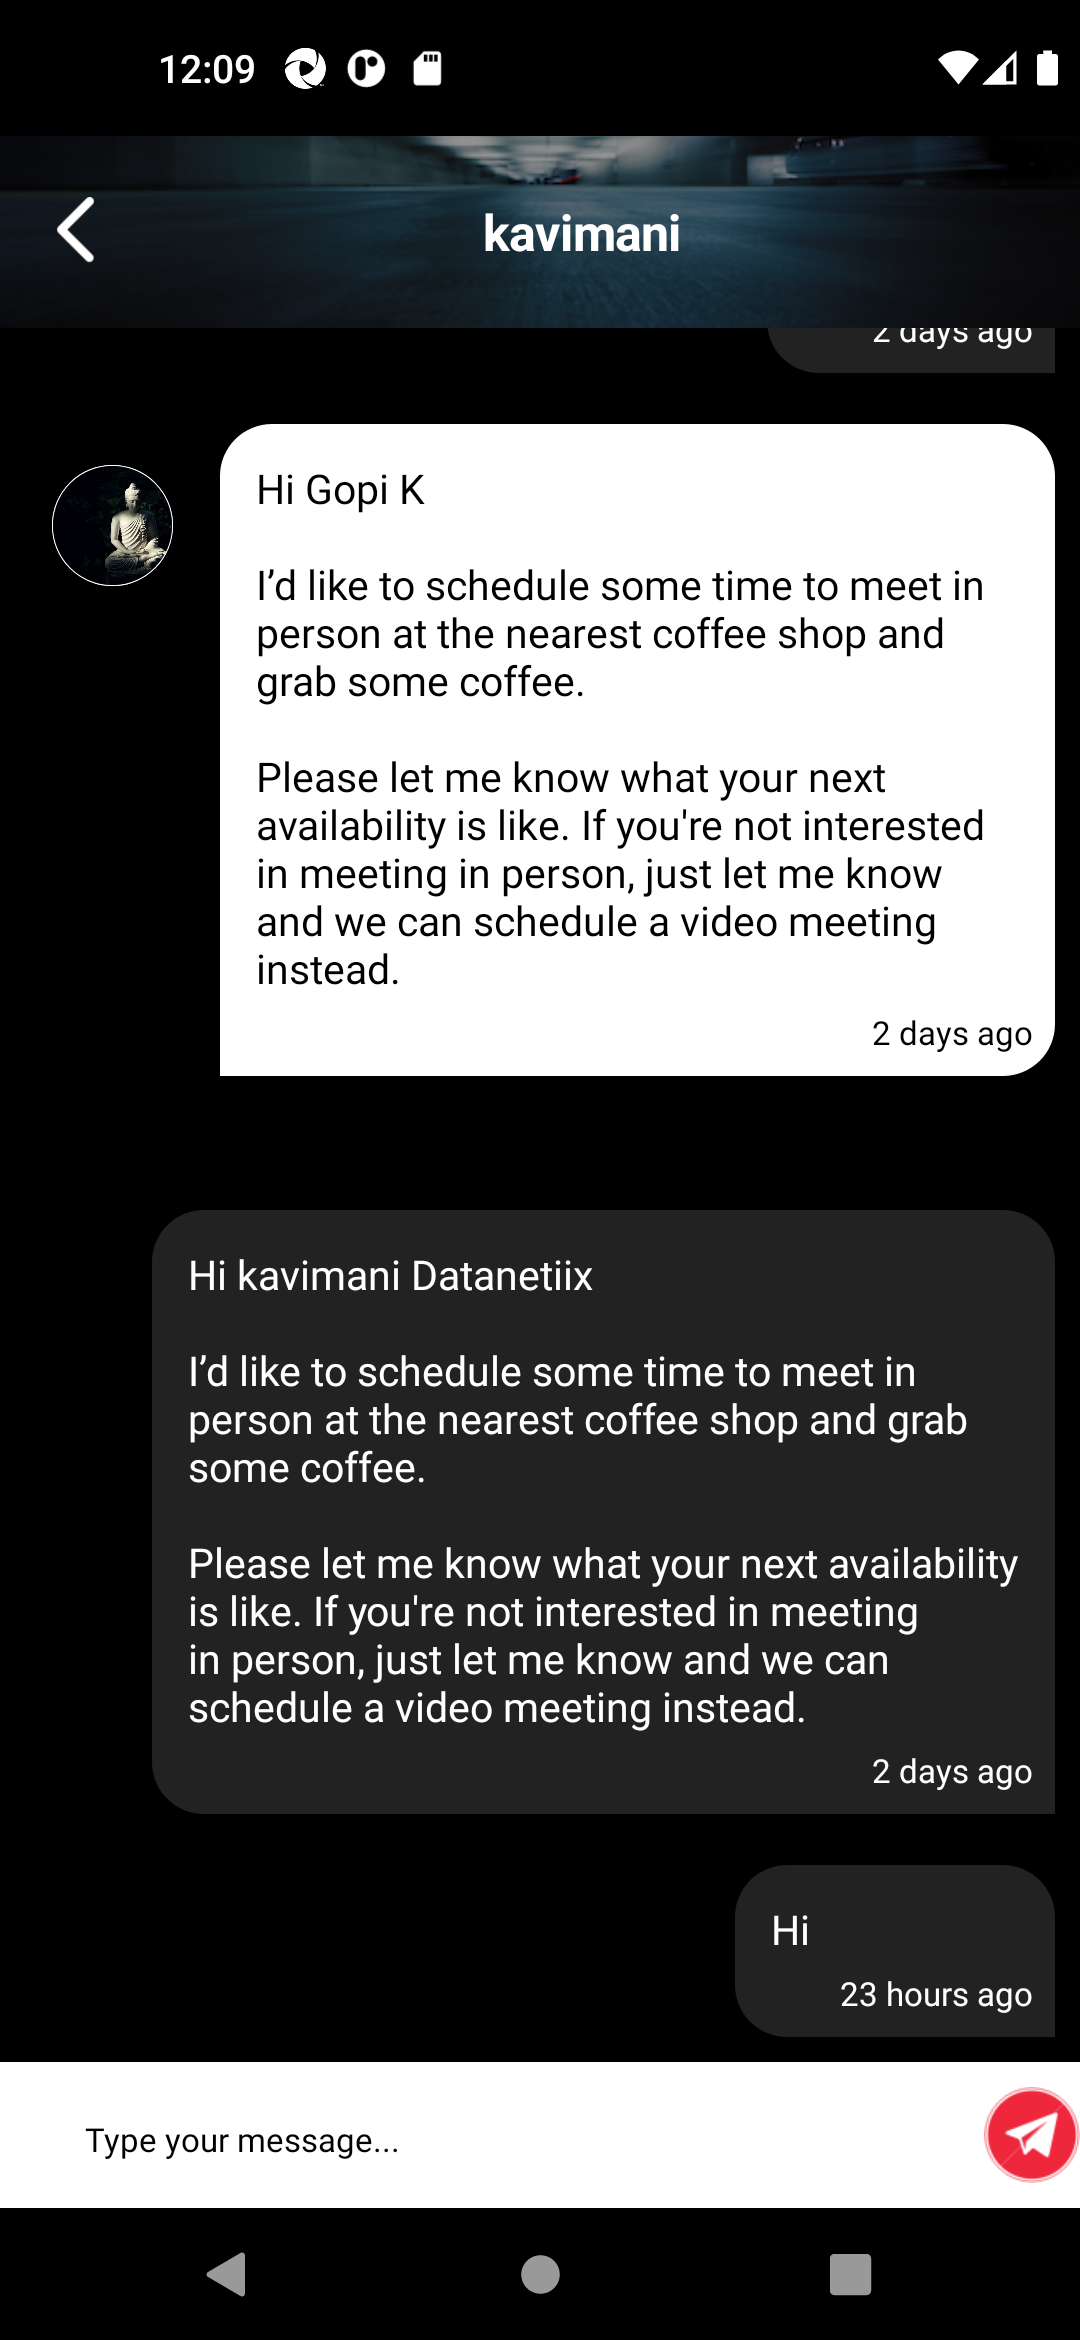 12:09
kavimani
2 days ago
Hi Gopi K
I’d like to schedule some time to meet in
person at the nearest coffee shop and
grab some coffee.
Please let me know what your next
availability is like. If you're not interested
in meeting in person, just let me know
and we can schedule a video meeting
instead.
2 days ago
Hi kavimani Datanetiix
I’d like to schedule some time to meet in
person at the nearest coffee shop and grab
some coffee.
Please let me know what your next availability
is like. If you're not interested in meeting
in person, just let me know and we can
schedule a video meeting instead.
2 days ago
Hi
23 hours ago
Type your message...